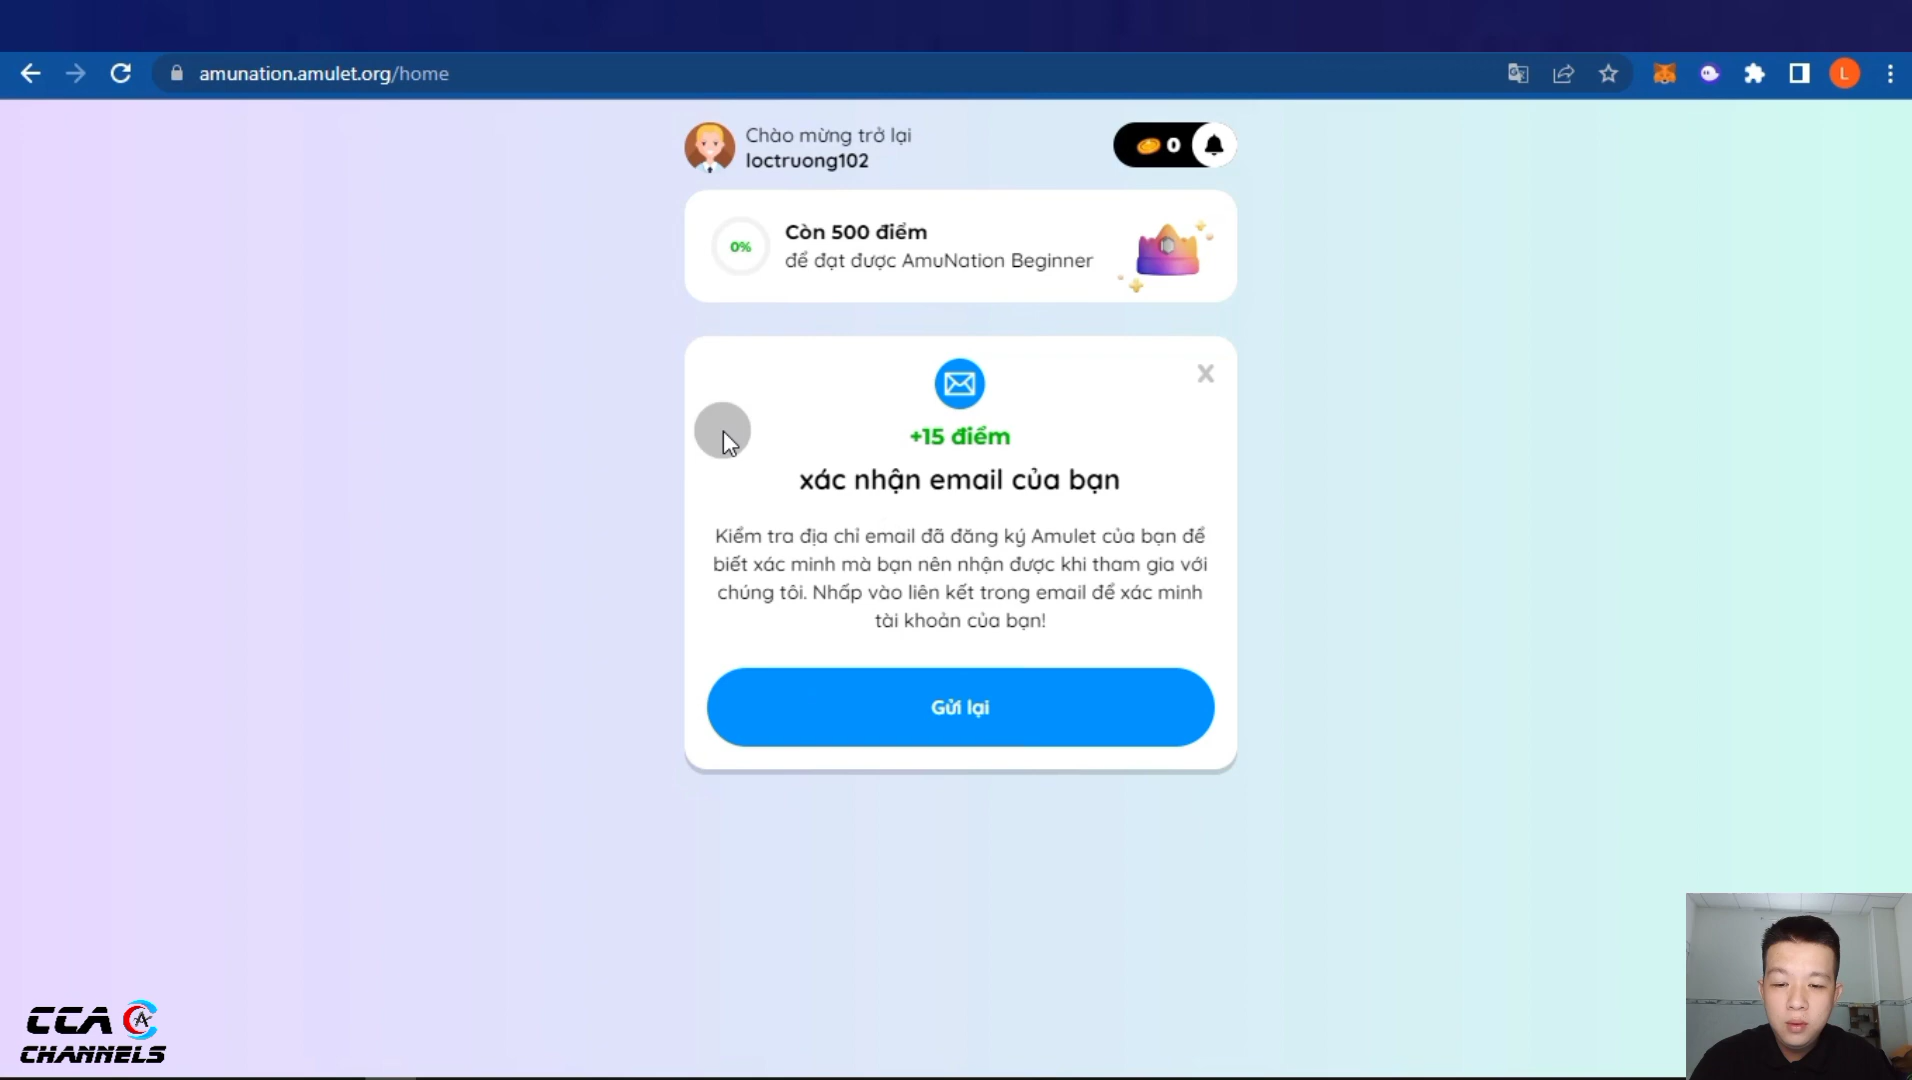 amunation.amulet.org/home
L
Chào mừng trở lại
loctruong102
0
0%
Còn 500 điểm
để đạt được AmuNation Beginner
X
+15 điểm
xác nhận email của bạn
Kiểm tra địa chỉ email đã đăng ký Amulet của bạn để
biết xác minh mà bạn nên nhận được khi tham gia với
chúng tôi. Nhấp vào liên kết trong email để xác minh
tài khoản của bạn!
Gửi lại
CCA
CHANNELS